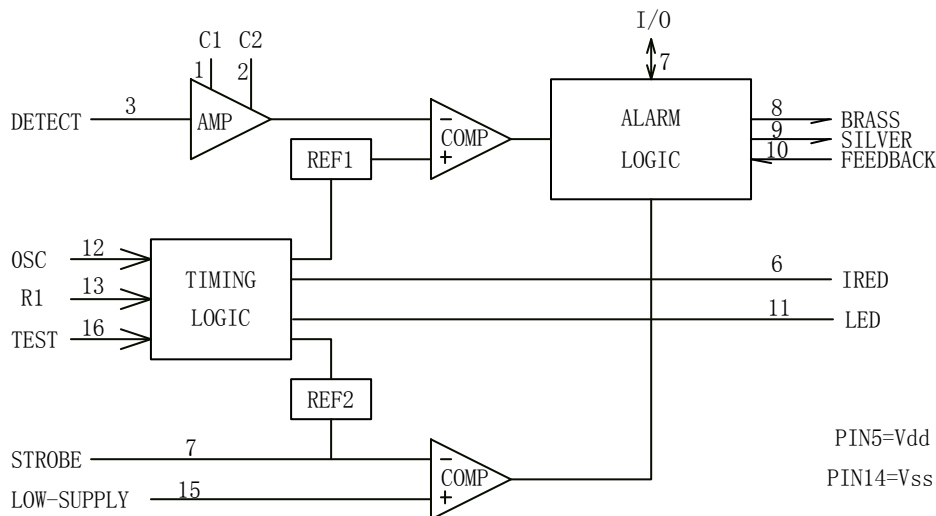 I/O
7
C1 C2
1 2
DETECT 3 AMP
- COMP +
REF1
ALARM
LOGIC
8 BRASS
9 SILVER
10 FEEDBACK
OSC 12
R1 13
TEST 16
TIMING
LOGIC
6 IRED
11 LED
REF2
STROBE 7
LOW-SUPPLY 15
- COMP +
PIN5=Vdd
PIN14=Vss